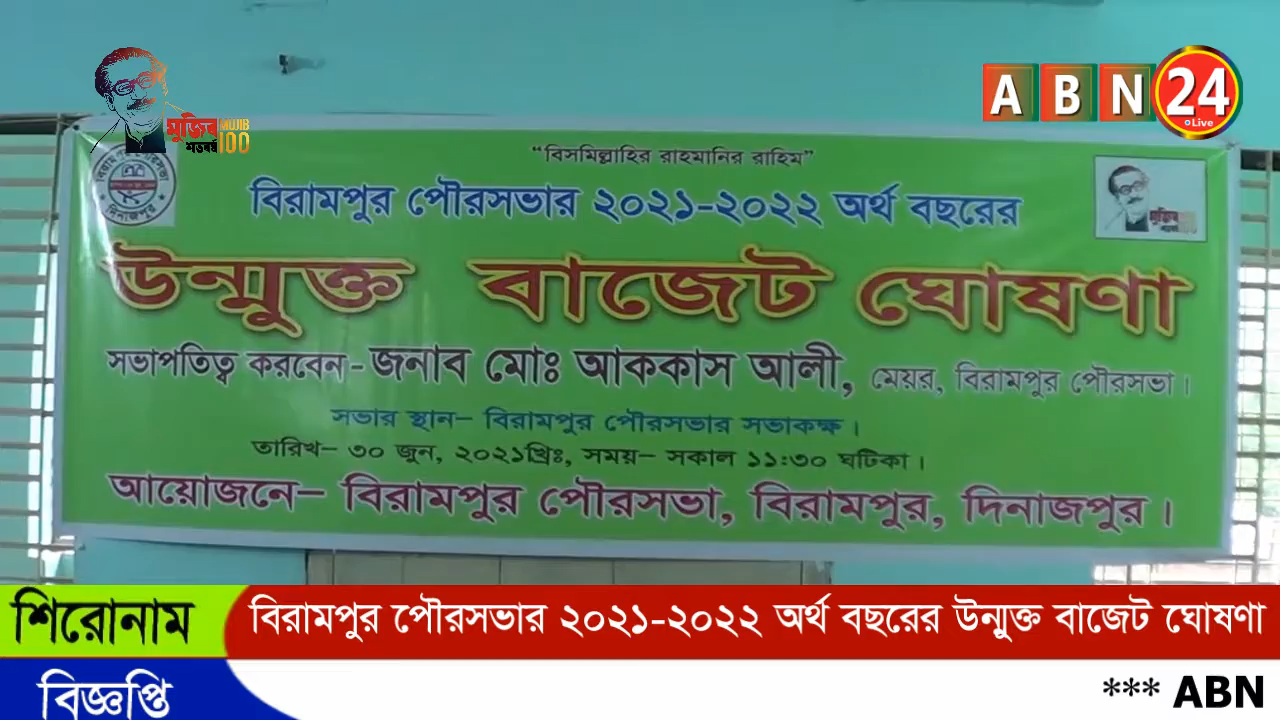 মুজিব MUJIB
শতবর্ষ 100
ABN 24
Live
"বিসমিল্লাহির রাহমানির রাহিম"
বিরামপুর পৌরসভার ২০২১-২০২২ অর্থ বছরের
উন্মুক্ত বাজেট ঘোষণা
সভাপতিত্ব করবেন-জনাব মোঃ আককাস আলী, মেয়র, বিরামপুর পৌরসভা।
সভার স্থান- বিরামপুর পৌরসভার সভাকক্ষ।
তারিখ- ৩০ জুন, ২০২১খ্রিঃ, সময়- সকাল ১১:৩০ ঘটিকা।
আয়োজনে- বিরামপুর পৌরসভা, বিরামপুর, দিনাজপুর।
শিরোনাম বিরামপুর পৌরসভার ২০২১-২০২২ অর্থ বছরের উন্মুক্ত বাজেট ঘোষণা
বিজ্ঞপ্তি *** ABN